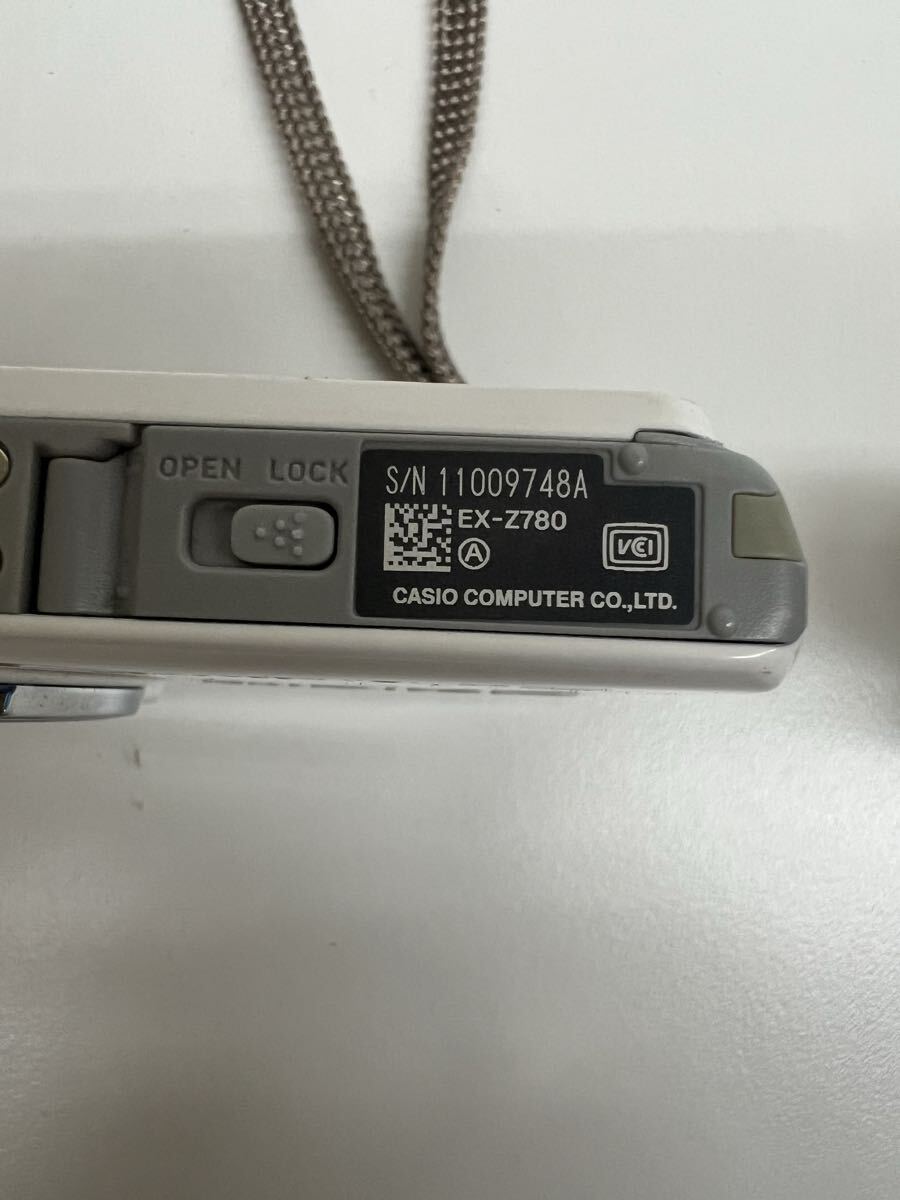 OPEN LOCK
S/N 11009748A
EX-Z780
A
VCI
CASIO COMPUTER CO.,LTD.